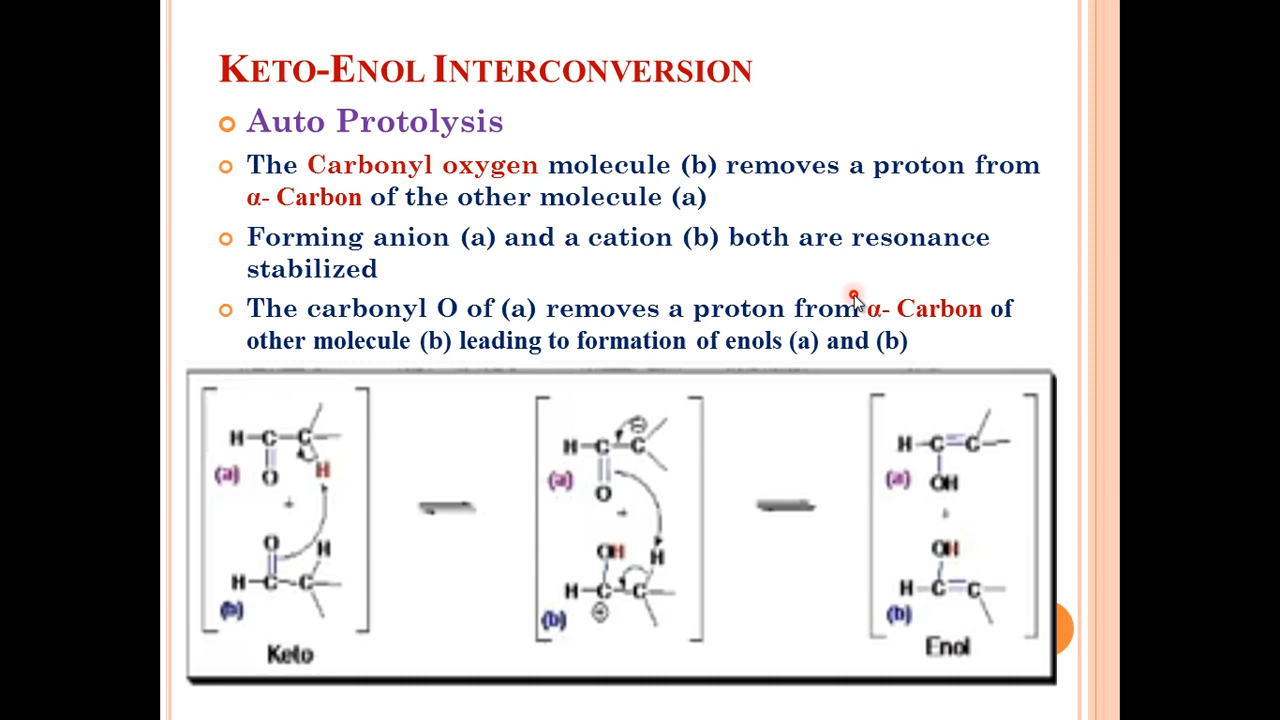 KETO-ENOL INTERCONVERSION
Auto Protolysis
The Carbonyl oxygen molecule (b) removes a proton from
α- Carbon of the other molecule (a)
Forming anion (a) and a cation (b) both are resonance
stabilized
The carbonyl O of (a) removes a proton from α- Carbon of
other molecule (b) leading to formation of enols (a) and (b)
H-C-C
H
(a) O
+
O H
H-C-C
(b)
Keto
⊖
H-C-C
(a)
O
+
OH H
H-C-C
⊕
(b)
H-C=C
(a) OH
+
OH
H-C=C
(b)
Enol